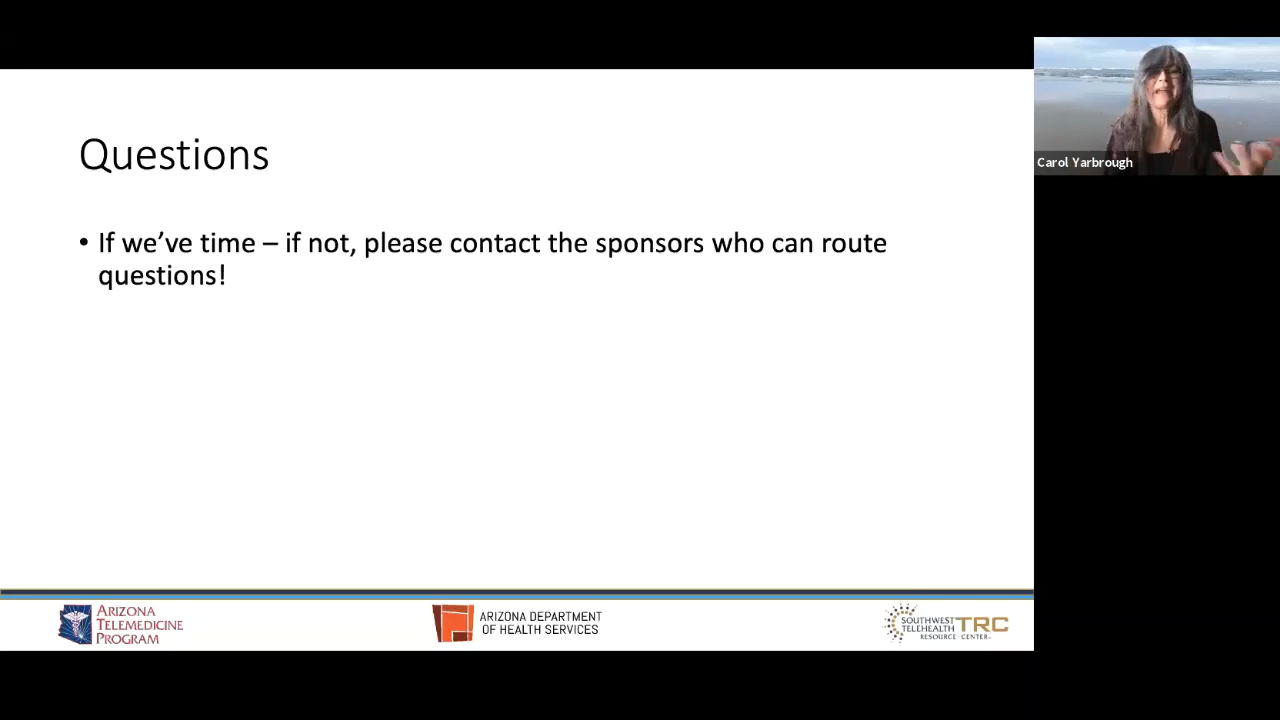 Questions
• If we’ve time – if not, please contact the sponsors who can route
questions!
Carol Yarbrough
ARIZONA
TELEMEDICINE
PROGRAM
ARIZONA DEPARTMENT
OF HEALTH SERVICES
SOUTHWEST
TELEHEALTH
RESOURCE CENTER
TRC